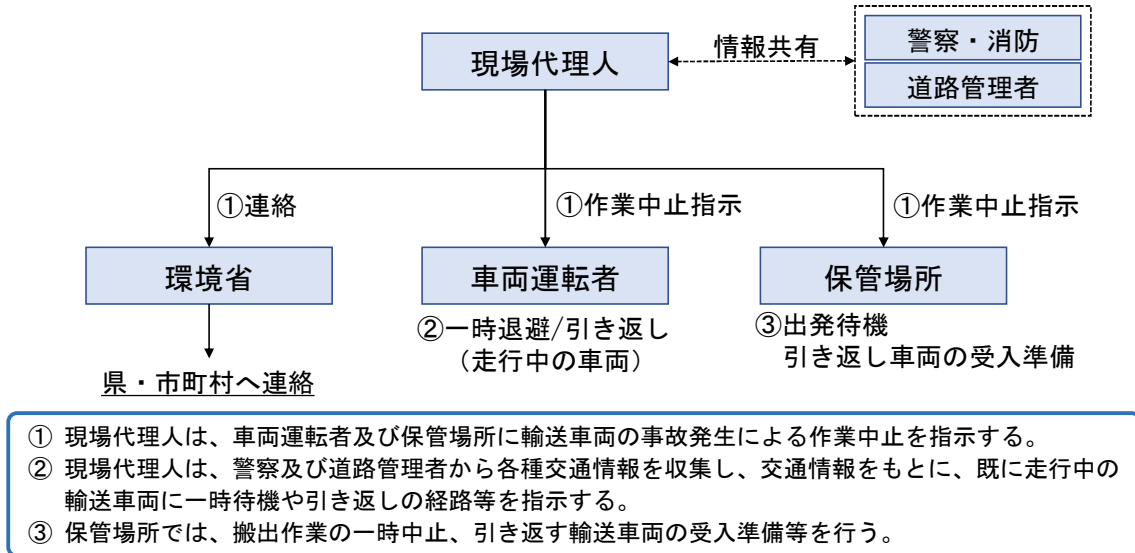 現場代理人
情報共有
警察・消防
道路管理者
①連絡
①作業中止指示
①作業中止指示
環境省
車両運転者
保管場所
②一時退避/引き返し
（走行中の車両）
③出発待機
引き返し車両の受入準備
県・市町村へ連絡
① 現場代理人は、車両運転者及び保管場所に輸送車両の事故発生による作業中止を指示する。
② 現場代理人は、警察及び道路管理者から各種交通情報を収集し、交通情報をもとに、既に走行中の
輸送車両に一時待機や引き返しの経路等を指示する。
③ 保管場所では、搬出作業の一時中止、引き返す輸送車両の受入準備等を行う。